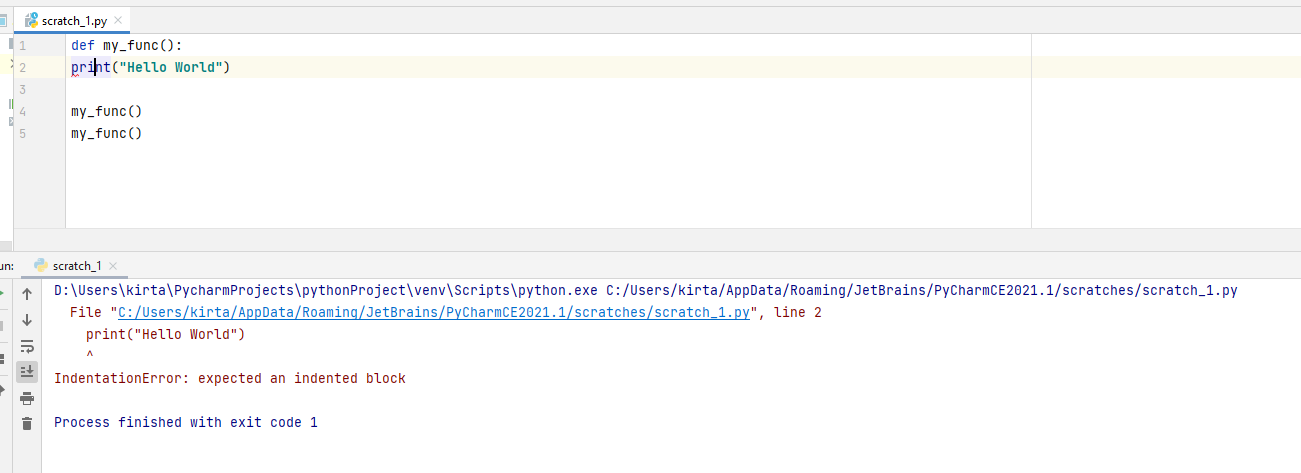 scratch_1.py
1 def my_func():
2 print("Hello World")
3
4 my_func()
5 my_func()
un: scratch_1
D:\Users\kirta\PycharmProjects\pythonProject\venv\Scripts\python.exe C:/Users/kirta/AppData/Roaming/JetBrains/PyCharmCE2021.1/scratches/scratch_1.py
File "C:/Users/kirta/AppData/Roaming/JetBrains/PyCharmCE2021.1/scratches/scratch_1.py", line 2
print("Hello World")
^
IndentationError: expected an indented block
Process finished with exit code 1